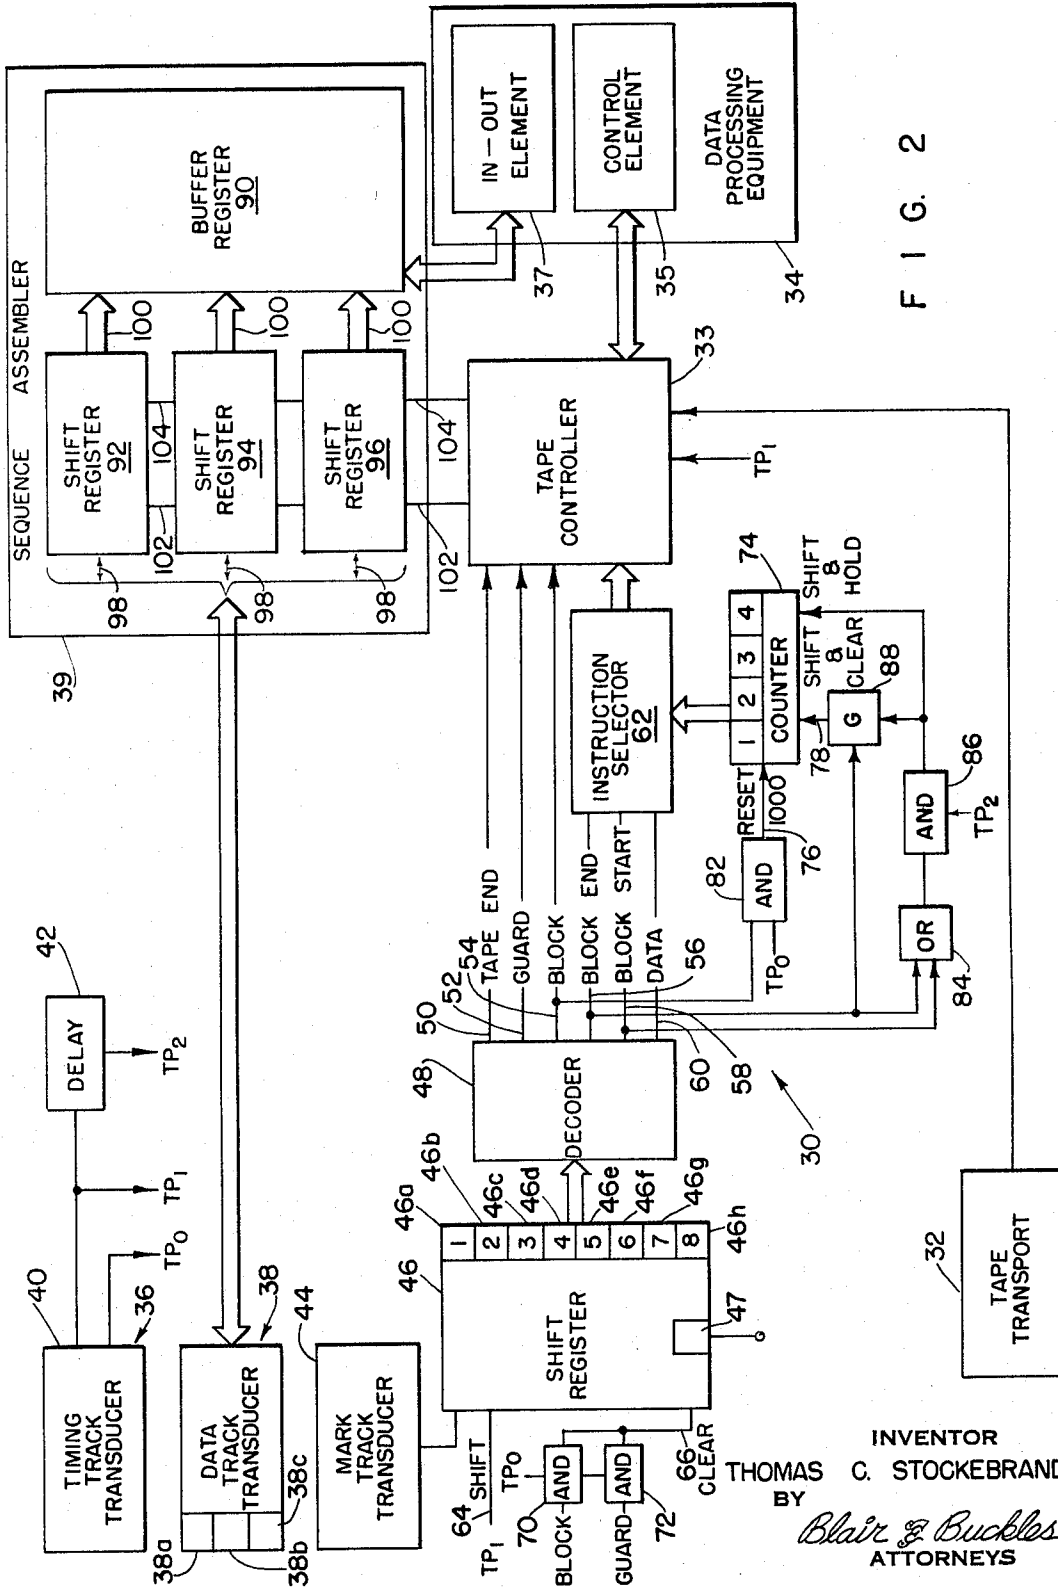 TIMING
TRACK
TRANSDUCER
40
36
TP0
TP1
DELAY
42
TP2
DATA
TRACK
TRANSDUCER
38a
38b
38c
38
MARK
TRACK
TRANSDUCER
44
SEQUENCE ASSEMBLER
39
SHIFT
REGISTER
92
SHIFT
REGISTER
94
SHIFT
REGISTER
96
98
98
98
100
100
100
102
102
104
104
BUFFER
REGISTER
90
IN-OUT
ELEMENT
37
CONTROL
ELEMENT
35
DATA
PROCESSING
EQUIPMENT
34
SHIFT
REGISTER
46
47
1
2
3
4
5
6
7
8
46a
46b
46c
46d
46e
46f
46g
46h
TP1
64
SHIFT
TP0
BLOCK
70
AND
GUARD
AND
72
66
CLEAR
DECODER
48
50
52
54
56
58
60
30
TAPE END
GUARD
BLOCK
BLOCK END
BLOCK START
DATA
INSTRUCTION
SELECTOR
62
TAPE
CONTROLLER
33
TP1
TP0
82
AND
RESET
1000
76
1
2
3
4
COUNTER
74
78
SHIFT
&
CLEAR
SHIFT
&
HOLD
G
88
OR
84
AND
86
TP2
TAPE
TRANSPORT
32
FIG. 2
INVENTOR
THOMAS C. STOCKEBRAND
BY
Blair & Buckles
ATTORNEYS